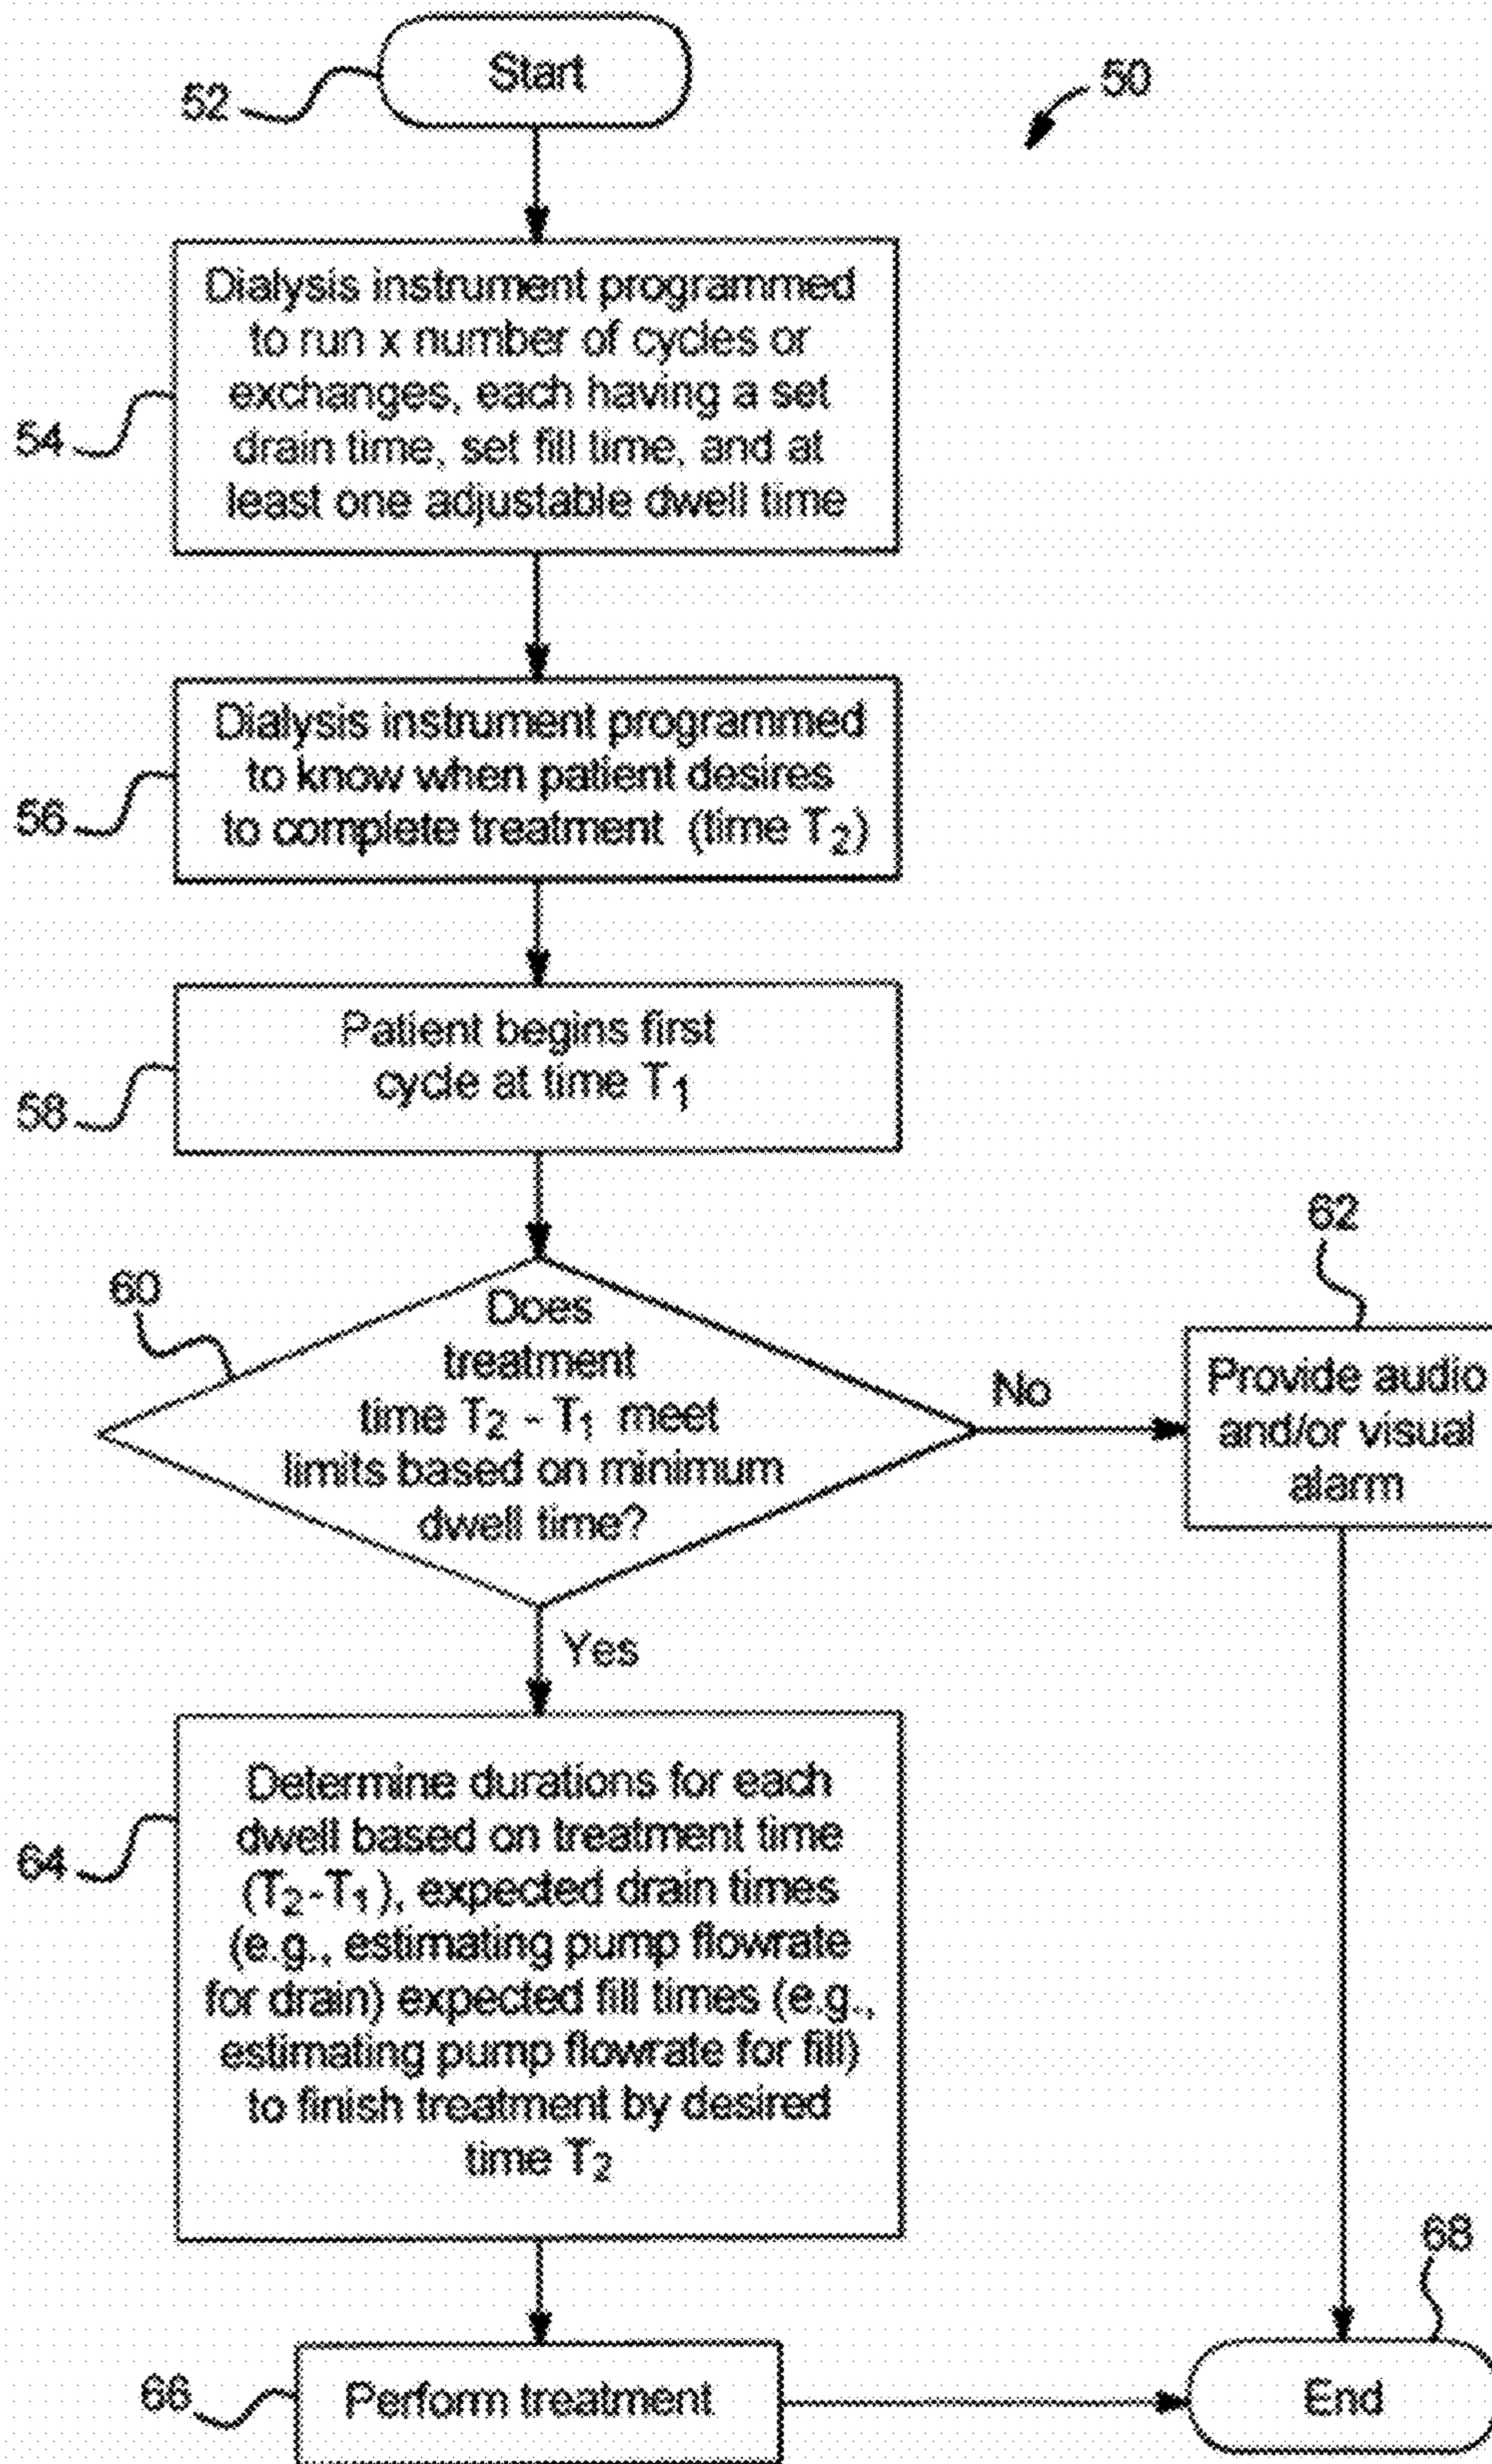 Start
52
50
Dialysis instrument programmed
to run x number of cycles or
exchanges, each having a set
drain time, set fill time, and at
least one adjustable dwell time
54
Dialysis instrument programmed
to know when patient desires
to complete treatment (time T₂)
56
Patient begins first
cycle at time T₁
58
60
Does
treatment
time T₂ - T₁ meet
limits based on minimum
dwell time?
No
62
Provide audio
and/or visual
alarm
Yes
Determine durations for each
dwell based on treatment time
(T₂-T₁), expected drain times
(e.g., estimating pump flowrate
for drain) expected fill times (e.g.,
estimating pump flowrate for fill)
to finish treatment by desired
time T₂
64
68
66
Perform treatment
End